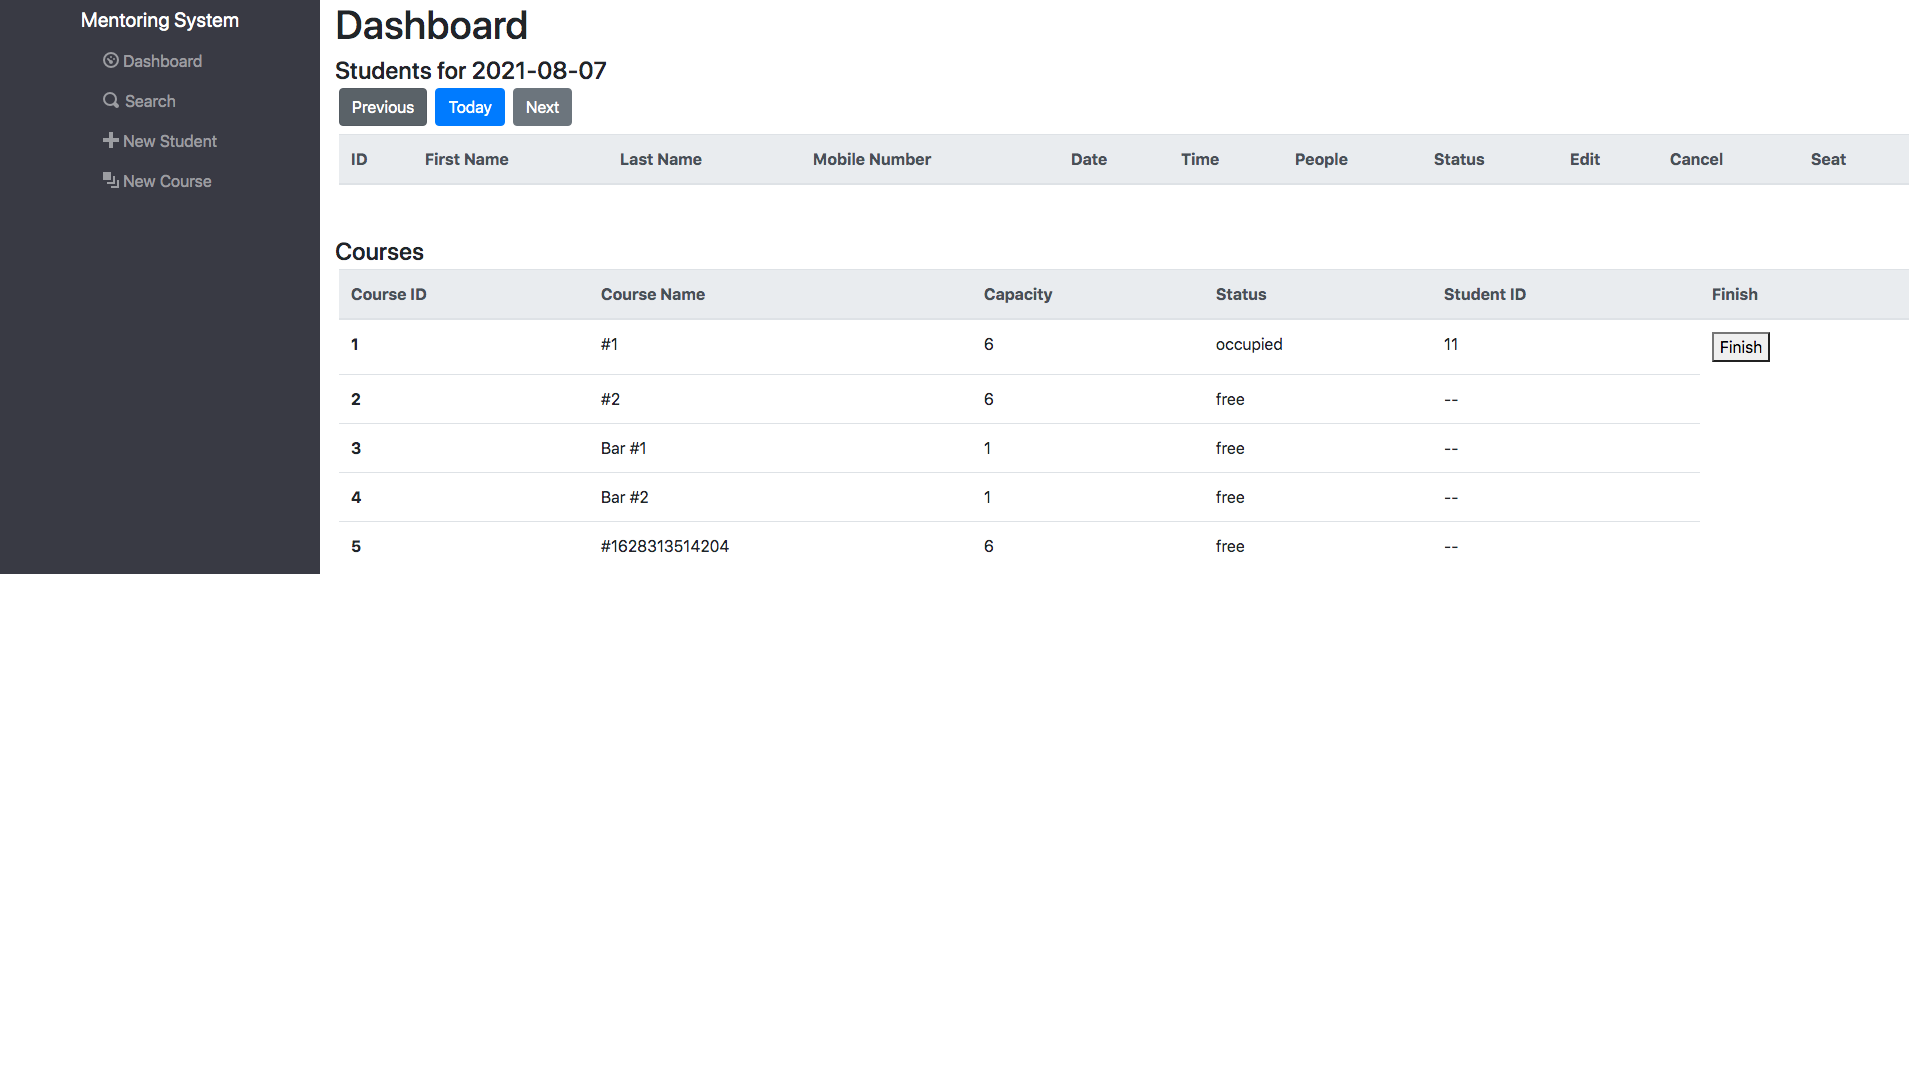 Mentoring System
Dashboard
Search
New Student
New Course
Dashboard
Students for 2021-08-07
Previous Today Next
ID First Name Last Name Mobile Number Date Time People Status Edit Cancel Seat
Courses
Course ID Course Name Capacity Status Student ID Finish
1 #1 6 occupied 11 Finish
2 #2 6 free --
3 Bar #1 1 free --
4 Bar #2 1 free --
5 #1628313514204 6 free --